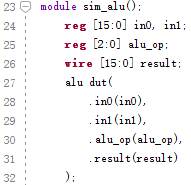 23 module sim_alu();
24 reg [15:0] in0, in1;
25 reg [2:0] alu_op;
26 wire [15:0] result;
27 alu dut(
28 .in0(in0),
29 .in1(in1),
30 .alu_op(alu_op),
31 .result(result)
32 );